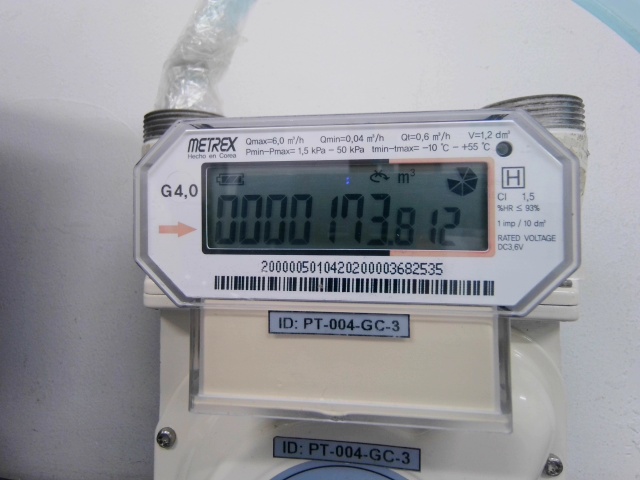 METREX
Hecho en Corea
Qmax=6,0 m³/h Qmin=0,04 m³/h Qt=0,6 m³/h V=1,2 dm³
Pmin-Pmax= 1,5 kPa - 50 kPa tmin-tmax= -10 °C - +55 °C
G4,0
m³
0000173.812
H
Cl 1,5
%HR ≤ 93%
1 imp / 10 dm³
RATED VOLTAGE
DC3,6V
2000005010420200003682535
ID: PT-004-GC-3
ID: PT-004-GC-3